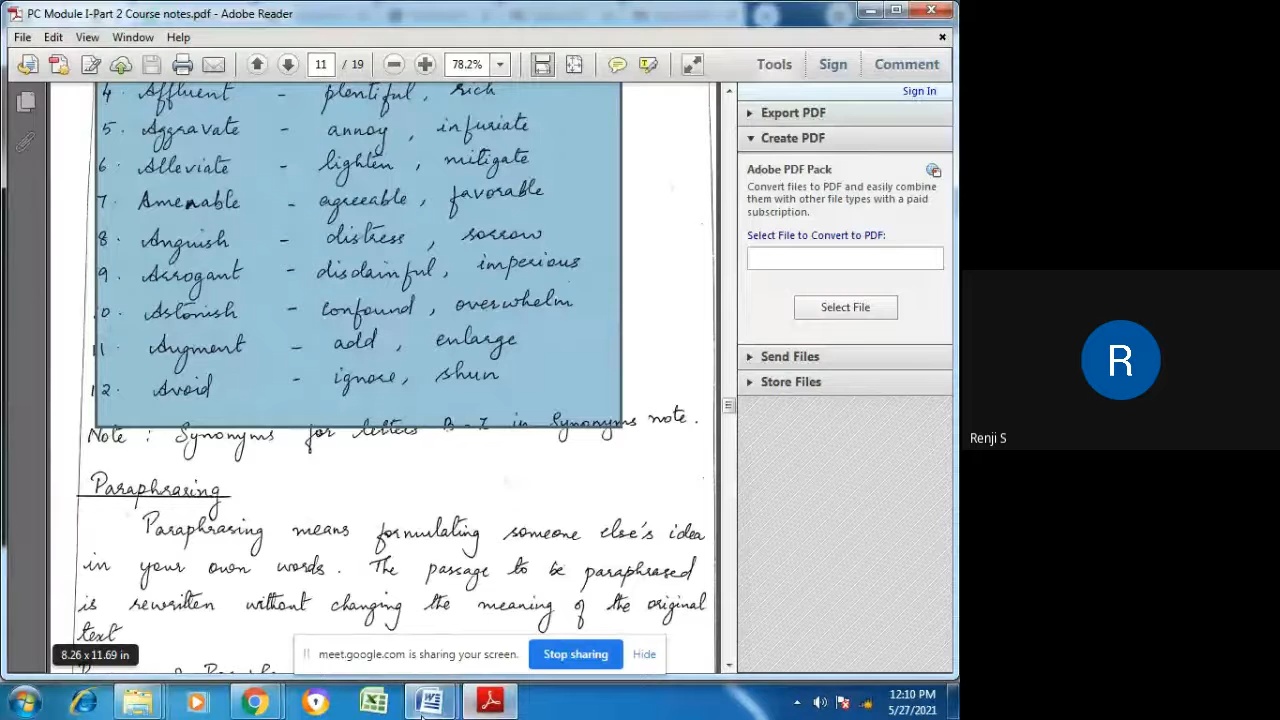 PC Module I-Part 2 Course notes.pdf - Adobe Reader
File Edit View Window Help
11 / 19 78.2% Tools Sign Comment
Sign In
4 Affluent - plentiful, rich
5. Aggravate - annoy, infuriate
6. Alleviate - lighten, mitigate
7. Amenable - agreeable, favorable
8. Anguish - distress, sorrow
9. Arrogant - disdainful, imperious
10. Astonish - confound, overwhelm
11 Augment - add, enlarge
12. Avoid - ignore, shun
Note : Synonyms for letters B-I in Synonyms note.
Paraphrasing
Paraphrasing means formulating someone else's idea
in your own words. The passage to be paraphrased
is rewritten without changing the meaning of the original
text
8.26 x 11.69 in
Export PDF
Create PDF
Adobe PDF Pack
Convert files to PDF and easily combine
them with other file types with a paid
subscription.
Select File to Convert to PDF:
Select File
Send Files
Store Files
R
Renji S
meet.google.com is sharing your screen. Stop sharing Hide
12:10 PM
5/27/2021